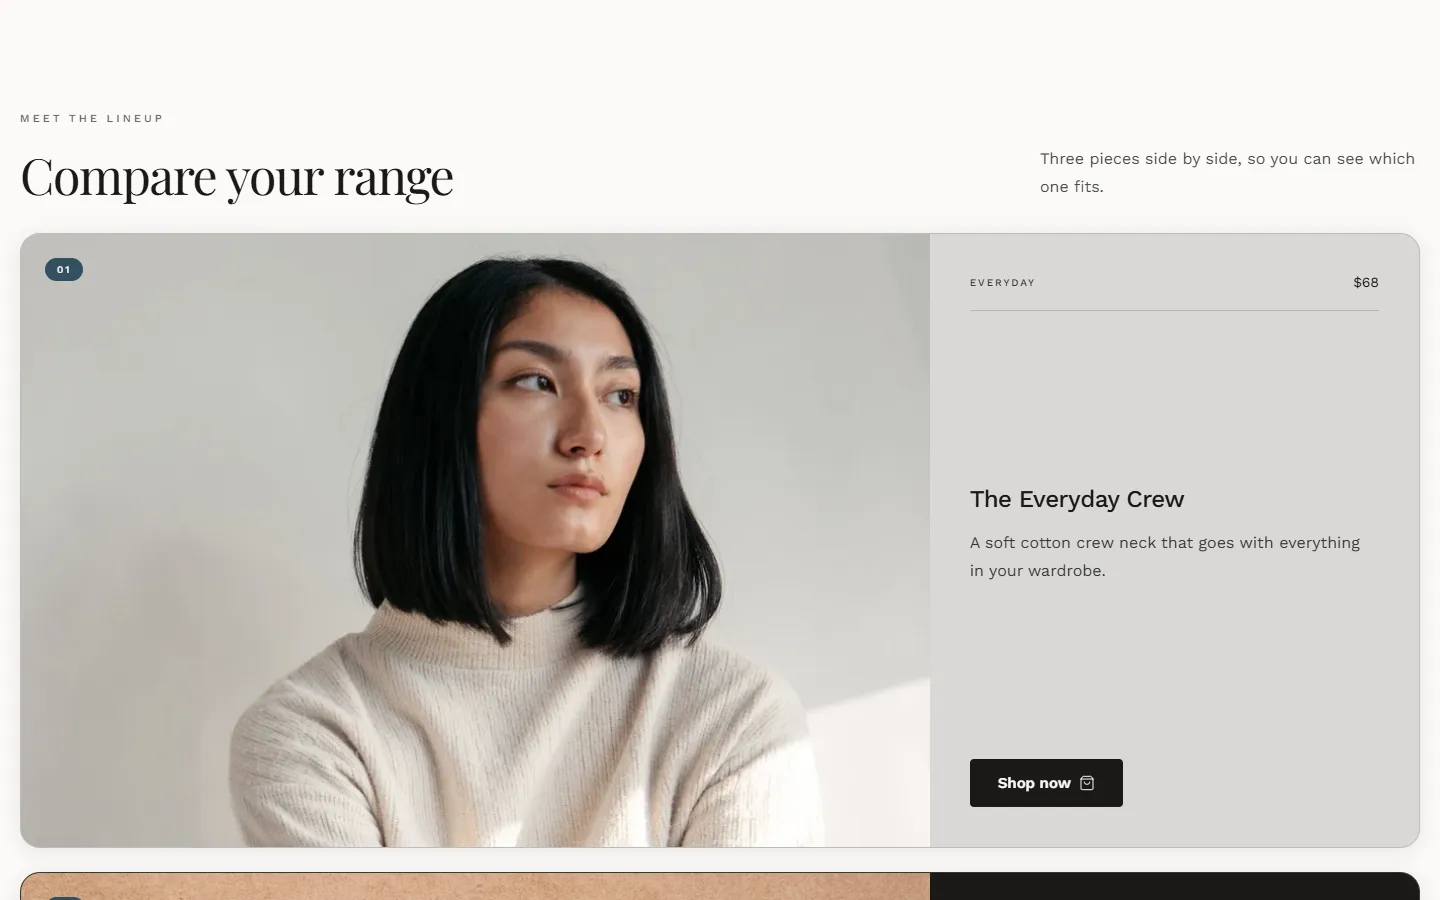 MEET THE LINEUP
Compare your range
Three pieces side by side, so you can see which
one fits.
01
EVERYDAY
$68
The Everyday Crew
A soft cotton crew neck that goes with everything
in your wardrobe.
Shop now